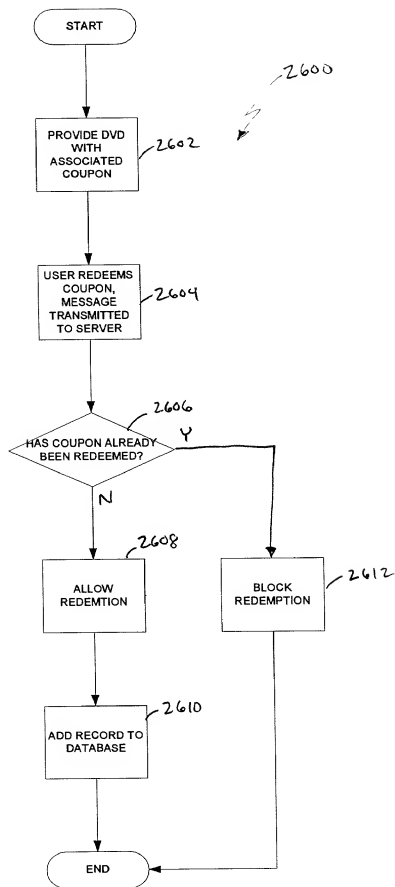 START
2600
PROVIDE DVD
WITH
ASSOCIATED
COUPON
2602
USER REDEEMS
COUPON,
MESSAGE
TRANSMITTED
TO SERVER
2604
2606
HAS COUPON ALREADY
BEEN REDEEMED?
Y
N
2608
ALLOW
REDEMTION
BLOCK
REDEMPTION
2612
2610
ADD RECORD TO
DATABASE
END